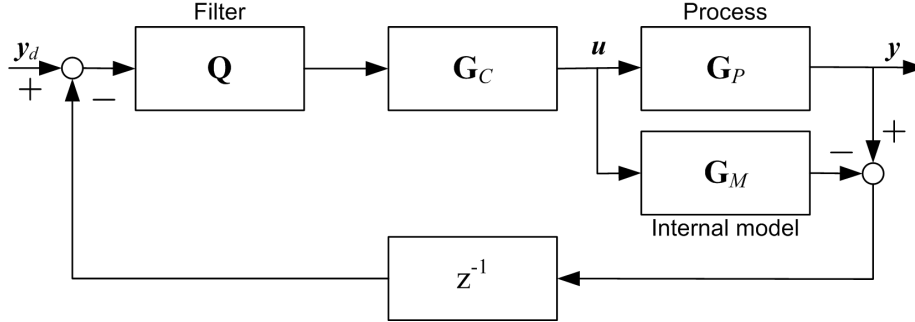 Filter
Process
y_d
+
−
Q
G_C
u
G_P
y
+
−
G_M
Internal model
z^{-1}